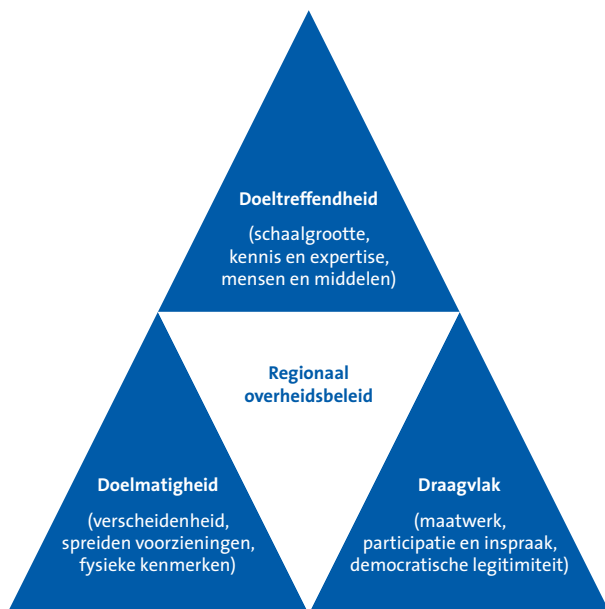 Doeltreffendheid
(schaalgrootte,
kennis en expertise,
mensen en middelen)
Regionaal
overheidsbeleid
Doelmatigheid
(verscheidenheid,
spreiden voorzieningen,
fysieke kenmerken)
Draagvlak
(maatwerk,
participatie en inspraak,
democratische legitimiteit)